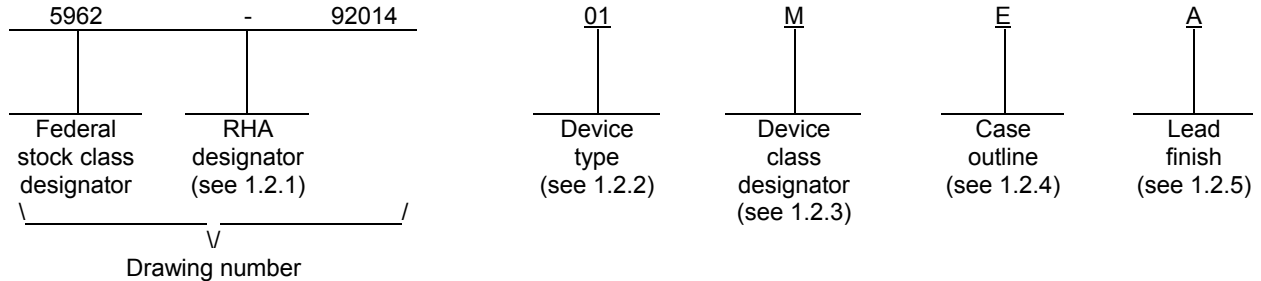 5962 - 92014 01 M E A
Federal stock class designator
RHA designator (see 1.2.1)
Device type (see 1.2.2)
Device class designator (see 1.2.3)
Case outline (see 1.2.4)
Lead finish (see 1.2.5)
\ /
\/
Drawing number